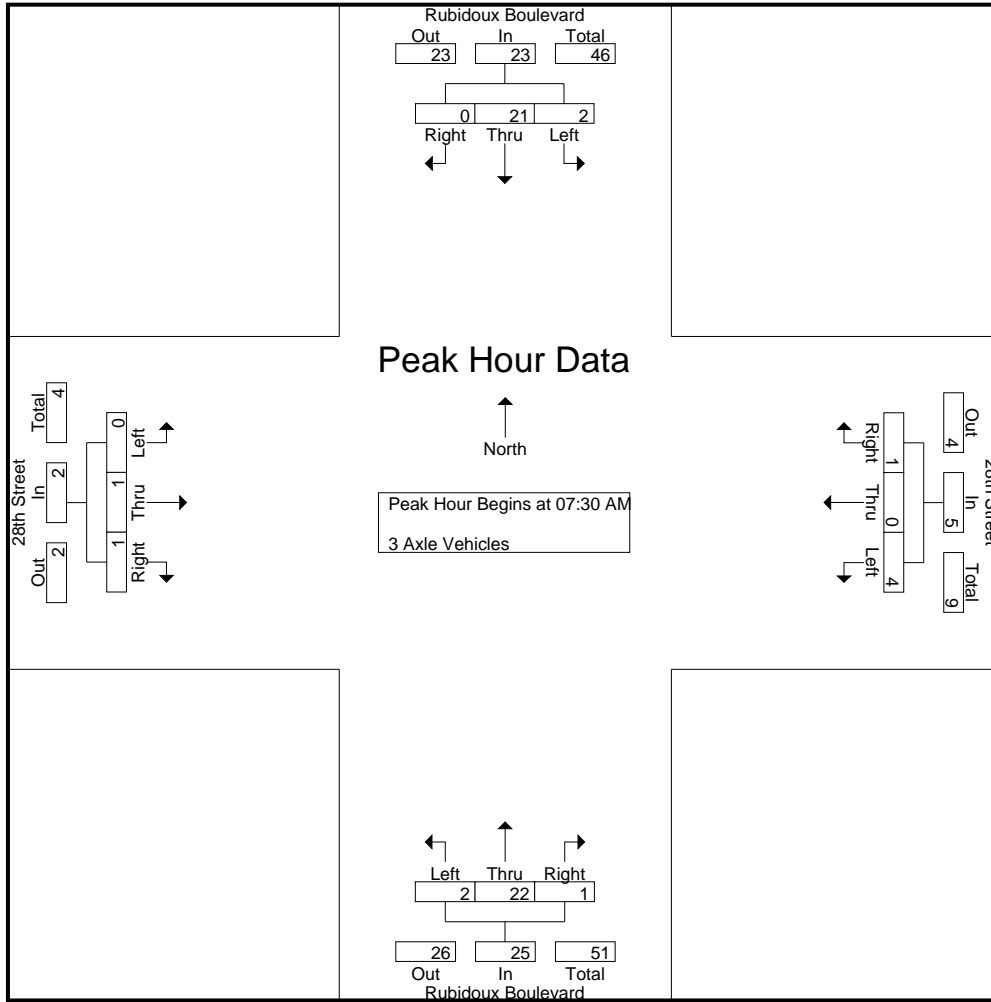 Rubidoux Boulevard
Out In Total
23 23 46
0 21 2
Right Thru Left
Peak Hour Data
North
Peak Hour Begins at 07:30 AM
3 Axle Vehicles
28th Street
Total In Out
4 2 2
0 1 1
Left Thru Right
28th Street
Out In Total
4 5 9
1 0 4
Right Thru Left
Left Thru Right
2 22 1
26 25 51
Out In Total
Rubidoux Boulevard